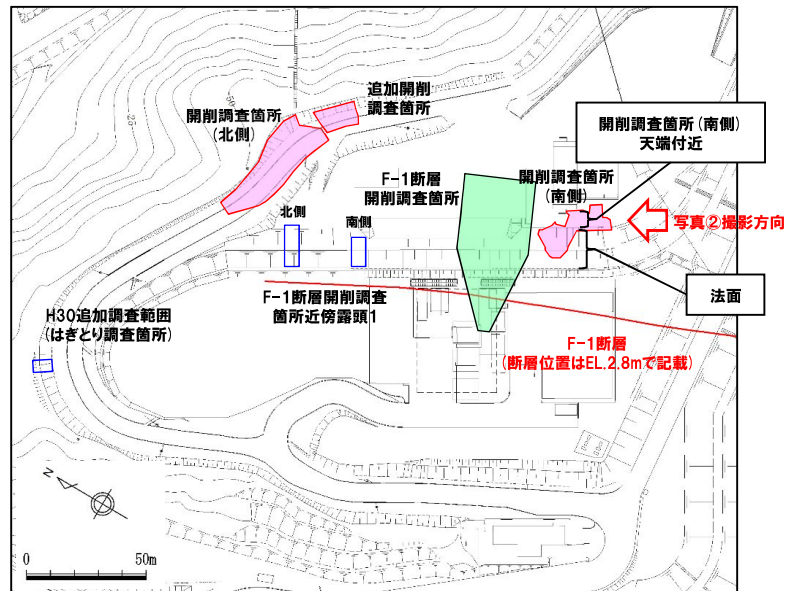 追加開削
調査箇所
開削調査箇所
(北側)
開削調査箇所(南側)
天端付近
F-1断層
開削調査箇所
開削調査箇所
(南側)
北側
南側
写真②撮影方向
法面
H30追加調査範囲
(はぎとり調査箇所)
F-1断層開削調査
箇所近傍露頭1
F-1断層
(断層位置はEL.2.8mで記載)
N
0
50m